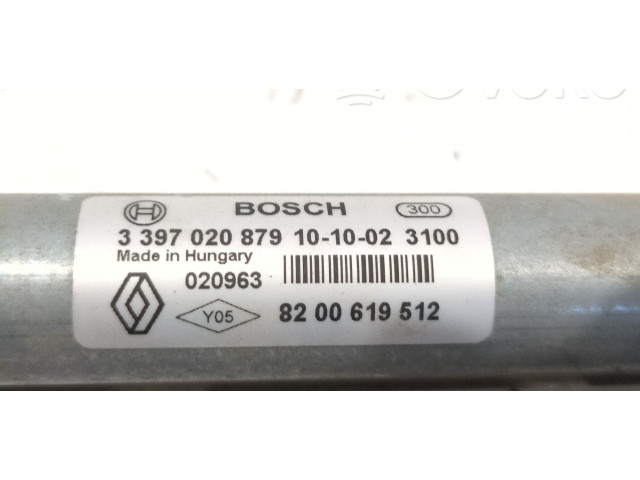 BOSCH 300
3 397 020 879 10-10-02 3100
Made in Hungary
020963
Y05 82 00 619 512